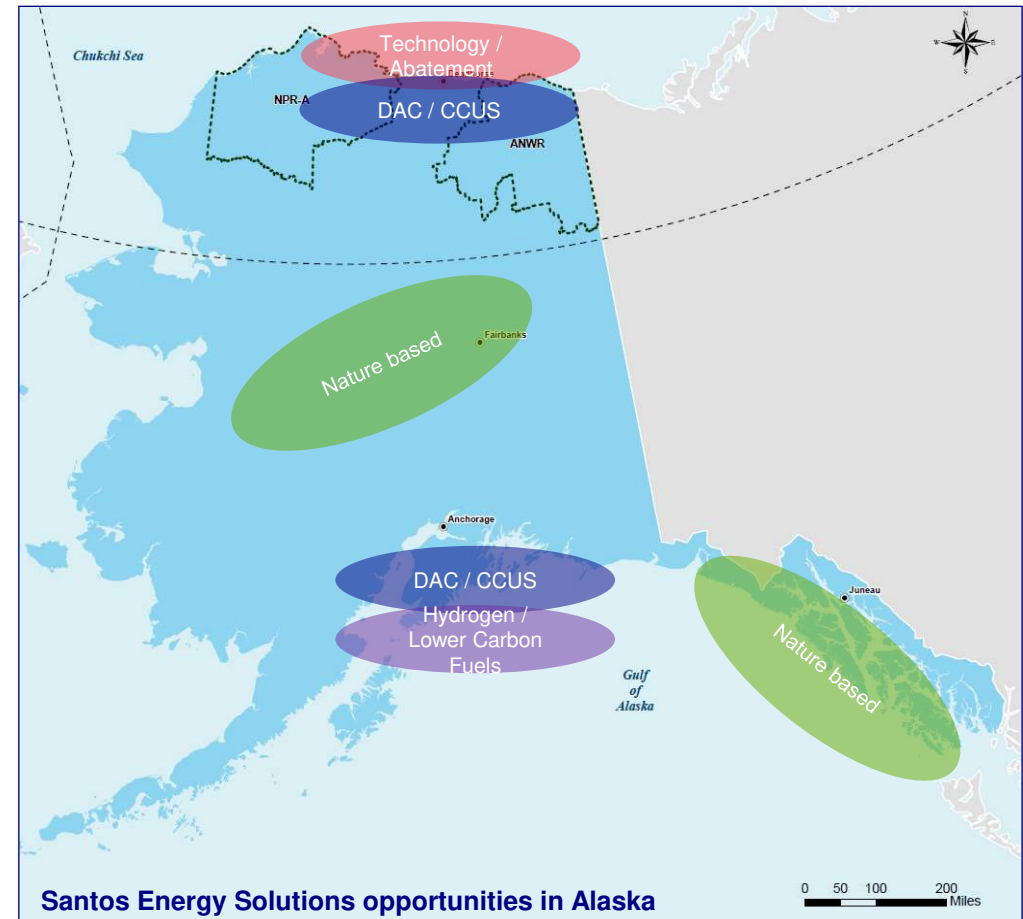 Chukchi Sea
N
W
E
S
Technology /
Abatement
NPR-A
DAC / CCUS
ANWR
Fairbanks
Nature based
Anchorage
DAC / CCUS
Hydrogen /
Lower Carbon
Fuels
Juneau
Nature based
Gulf
of
Alaska
Santos Energy Solutions opportunities in Alaska
0 50 100 200
Miles